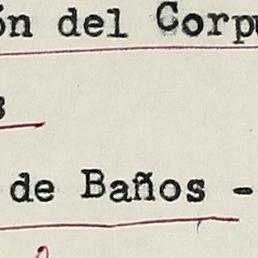 ón del Corpu
s
de Baños -